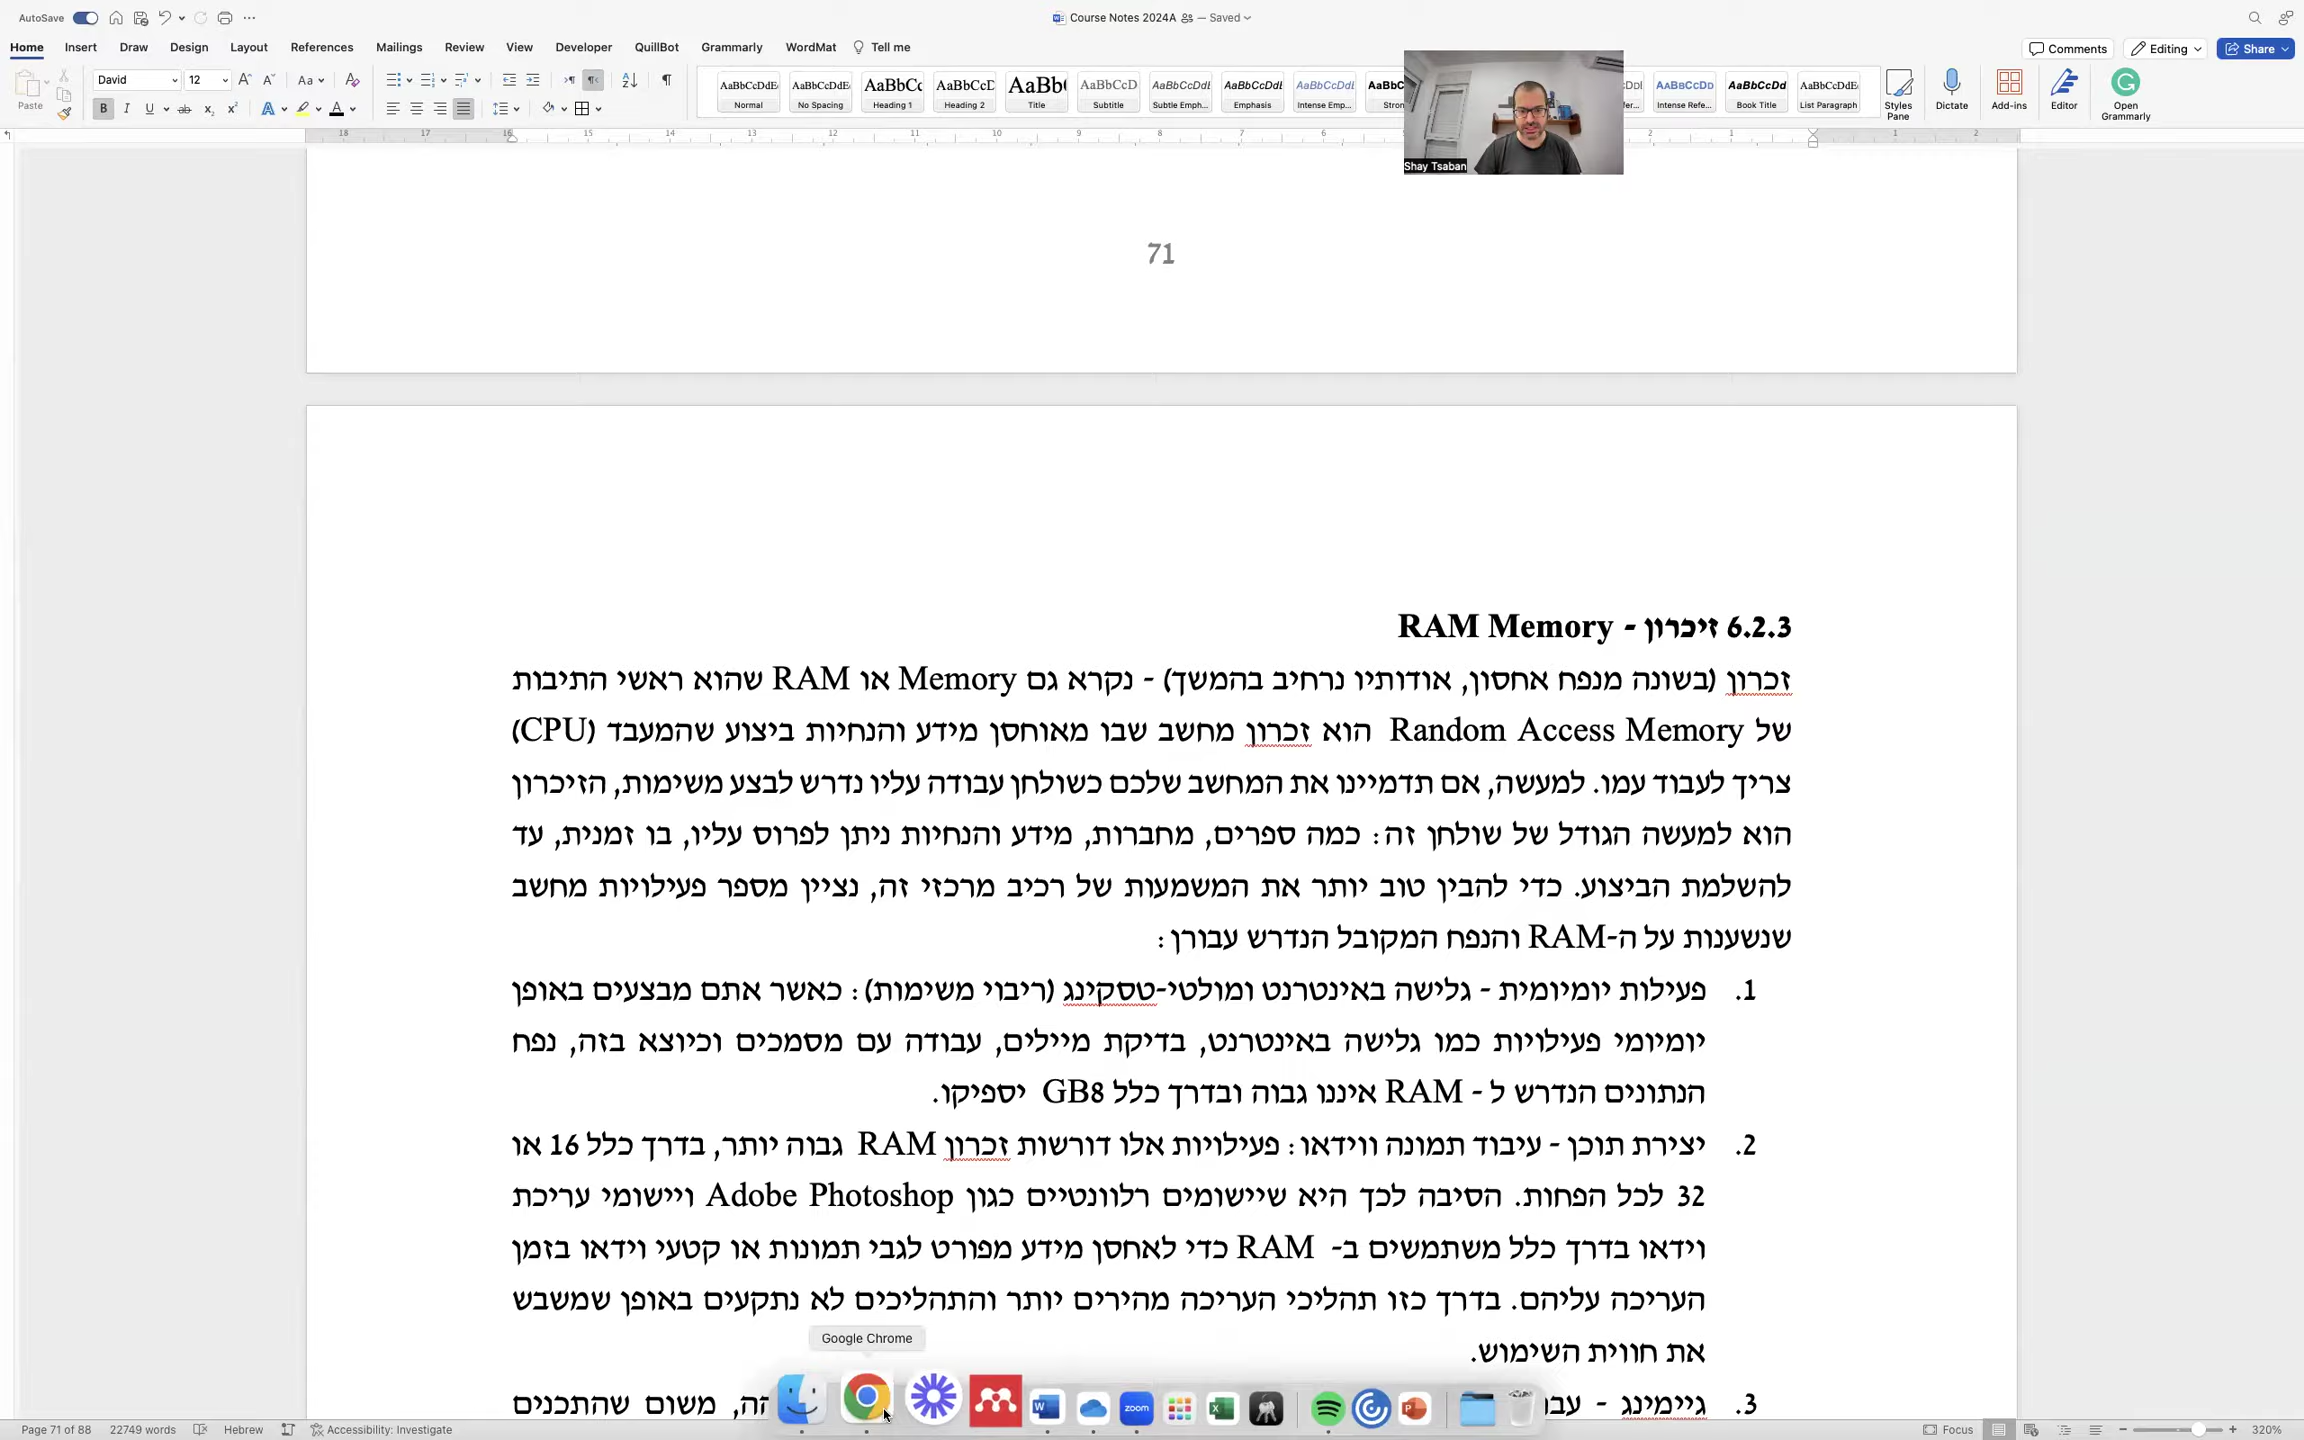 AutoSave
Course Notes 2024A — Saved
Home Insert Draw Design Layout References Mailings Review View Developer QuillBot Grammarly WordMat Tell me
Comments Editing Share
Paste
David 12
Normal No Spacing Heading 1 Heading 2 Title Subtitle Subtle Emph... Emphasis Intense Emp... Intense Refe... Book Title List Paragraph
Styles Pane Dictate Add-ins Editor Open Grammarly
Shay Tsaban
71
6.2.3 זיכרון - RAM Memory
זכרון (בשונה מנפח אחסון, אודותיו נרחיב בהמשך) - נקרא גם Memory או RAM שהוא ראשי התיבות
של Random Access Memory הוא זכרון מחשב שבו מאוחסן מידע והנחיות ביצוע שהמעבד (CPU)
צריך לעבוד עמו. למעשה, אם תדמיינו את המחשב שלכם כשולחן עבודה עליו נדרש לבצע משימות, הזיכרון
הוא למעשה הגודל של שולחן זה: כמה ספרים, מחברות, מידע והנחיות ניתן לפרוס עליו, בו זמנית, עד
להשלמת הביצוע. כדי להבין טוב יותר את המשמעות של רכיב מרכזי זה, נציין מספר פעילויות מחשב
שנשענות על ה-RAM והנפח המקובל הנדרש עבורן:
1. פעילות יומיומית - גלישה באינטרנט ומולטי-טסקינג (ריבוי משימות): כאשר אתם מבצעים באופן
יומיומי פעילויות כמו גלישה באינטרנט, בדיקת מיילים, עבודה עם מסמכים וכיוצא בזה, נפח
הנתונים הנדרש ל - RAM איננו גבוה ובדרך כלל GB8 יספיקו.
2. יצירת תוכן - עיבוד תמונה ווידאו: פעילויות אלו דורשות זכרון RAM גבוה יותר, בדרך כלל 16 או
32 לכל הפחות. הסיבה לכך היא שיישומים רלוונטיים כגון Adobe Photoshop ויישומי עריכת
וידאו בדרך כלל משתמשים ב- RAM כדי לאחסן מידע מפורט לגבי תמונות או קטעי וידאו בזמן
העריכה עליהם. בדרך כזו תהליכי העריכה מהירים יותר והתהליכים לא נתקעים באופן שמשבש
את חווית השימוש.
3. גיימינג - עבו הה, משום שהתכנים
Google Chrome
zoom
Page 71 of 88 22749 words Hebrew Accessibility: Investigate Focus 320%